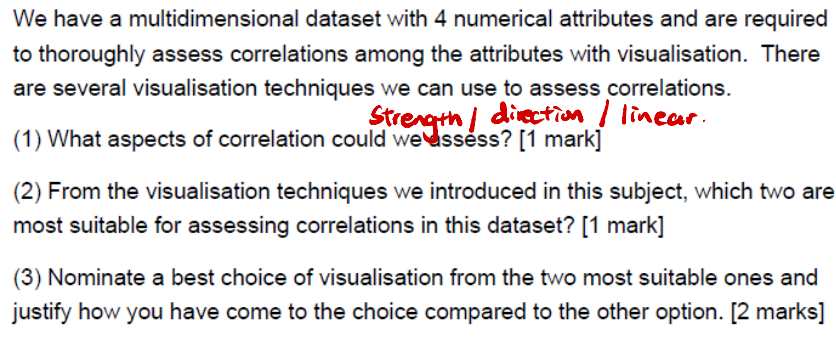 We have a multidimensional dataset with 4 numerical attributes and are required
to thoroughly assess correlations among the attributes with visualisation. There
are several visualisation techniques we can use to assess correlations.
Strength / direction / linear.
(1) What aspects of correlation could we assess? [1 mark]
(2) From the visualisation techniques we introduced in this subject, which two are
most suitable for assessing correlations in this dataset? [1 mark]
(3) Nominate a best choice of visualisation from the two most suitable ones and
justify how you have come to the choice compared to the other option. [2 marks]